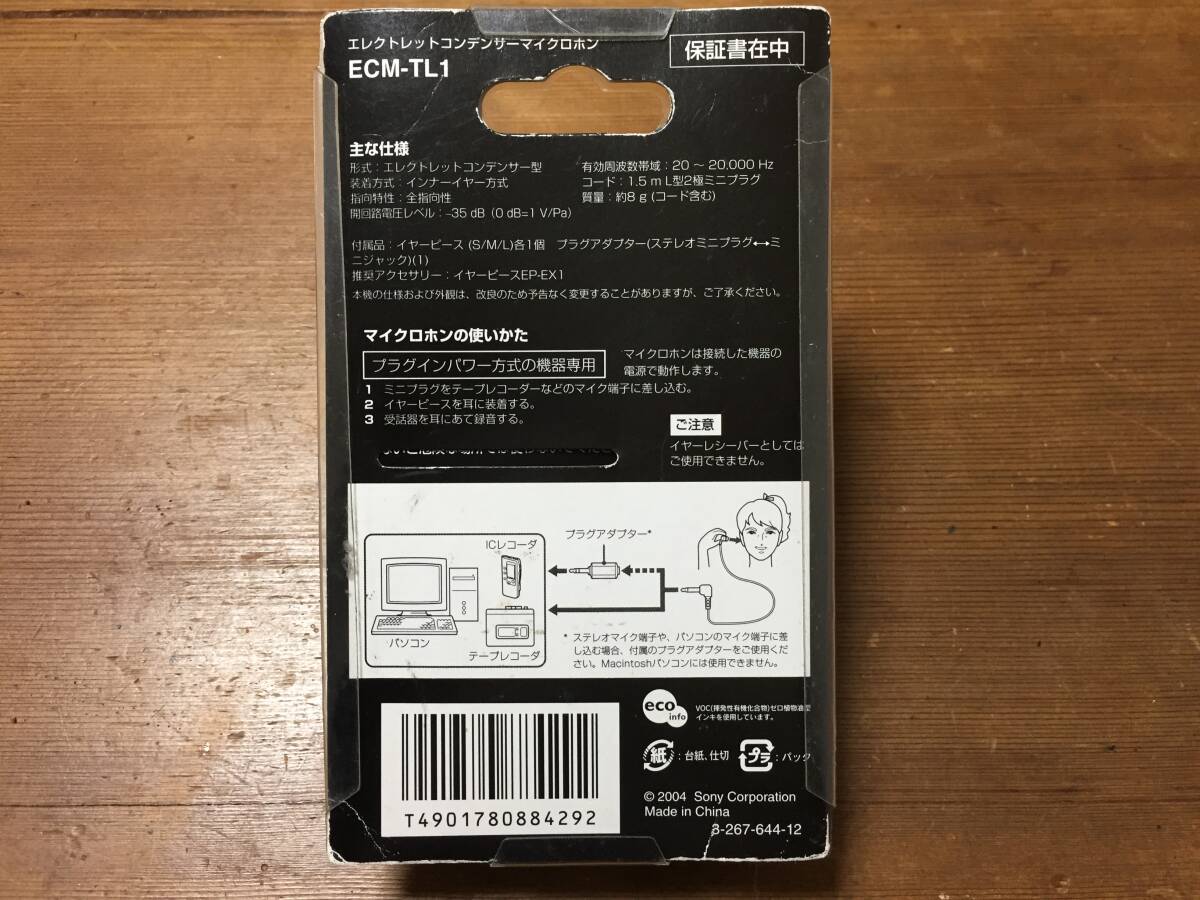 エレクトレットコンデンサーマイクロホン
ECM-TL1
保証書在中
主な仕様
形式：エレクトレットコンデンサー型
装着方式：インナーイヤー方式
指向特性：全指向性
開回路電圧レベル：−35 dB（0 dB=1 V/Pa）
有効周波数帯域：20 〜 20,000 Hz
コード：1.5 m L型2極ミニプラグ
質量：約8 g (コード含む)
付属品：イヤーピース (S/M/L)各1個　プラグアダプター(ステレオミニプラグ↔ミ
ニジャック)(1)
推奨アクセサリー：イヤーピースEP-EX1
本機の仕様および外観は、改良のため予告なく変更することがありますが、ご了承ください。
マイクロホンの使いかた
プラグインパワー方式の機器専用
マイクロホンは接続した機器の
電源で動作します。
1　ミニプラグをテープレコーダーなどのマイク端子に差し込む。
2　イヤーピースを耳に装着する。
3　受話器を耳にあて録音する。
ご注意
イヤーレシーバーとしては
ご使用できません。
ICレコーダ
プラグアダプター*
パソコン
テープレコーダ
* ステレオマイク端子や、パソコンのマイク端子に差
し込む場合、付属のプラグアダプターをご使用くだ
さい。Macintoshパソコンには使用できません。
eco info
VOC(揮発性有機化合物)ゼロ植物油型
インキを使用しています。
紙：台紙、仕切
プラ：パック
T4901780884292
© 2004 Sony Corporation
Made in China
3-267-644-12